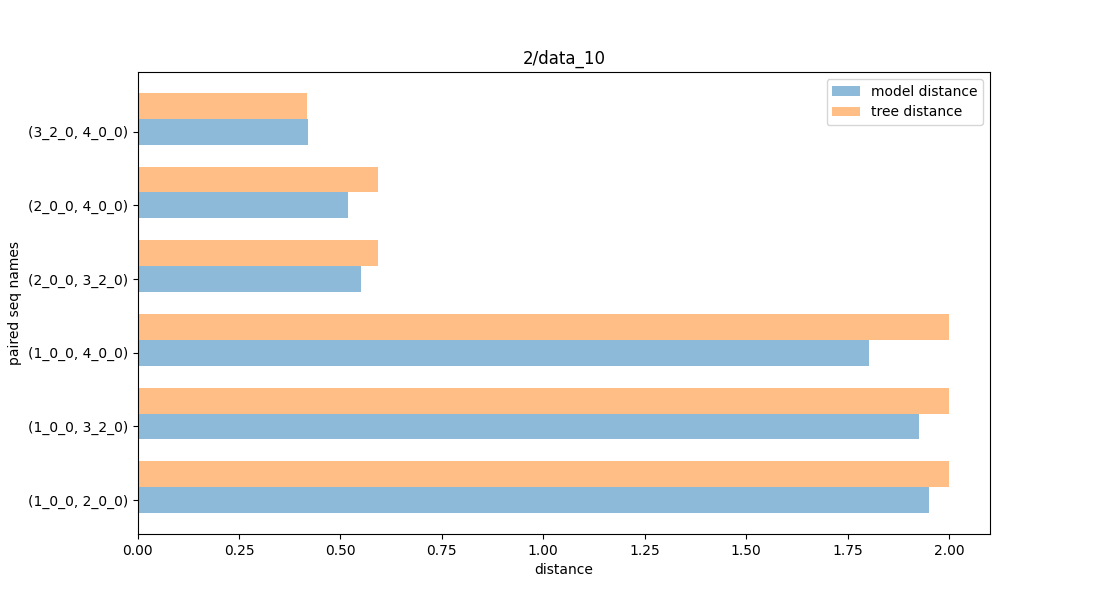 2/data_10
model distance
tree distance
(3_2_0, 4_0_0)
(2_0_0, 4_0_0)
(2_0_0, 3_2_0)
(1_0_0, 4_0_0)
(1_0_0, 3_2_0)
(1_0_0, 2_0_0)
paired seq names
0.00 0.25 0.50 0.75 1.00 1.25 1.50 1.75 2.00
distance